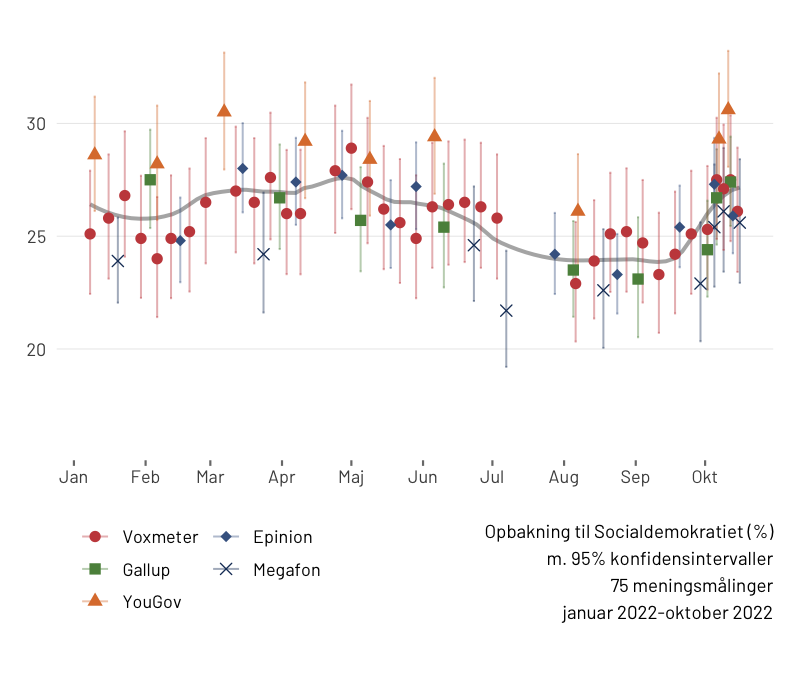 30
25
20
Jan Feb Mar Apr Maj Jun Jul Aug Sep Okt
Voxmeter Epinion
Gallup Megafon
YouGov
Opbakning til Socialdemokratiet (%)
m. 95% konfidensintervaller
75 meningsmålinger
januar 2022-oktober 2022